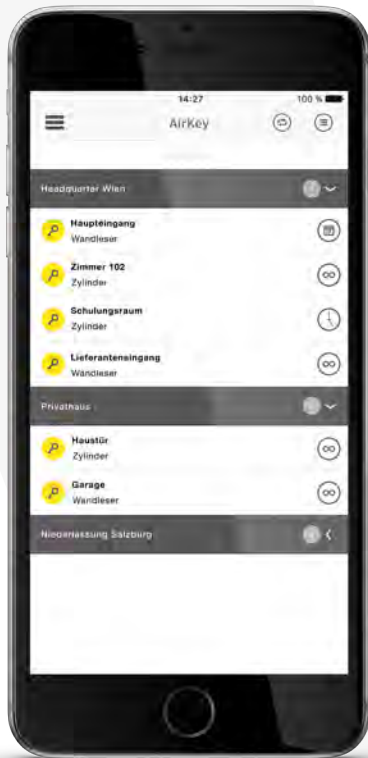 14:27
100 %
AirKey
Headquarter Wien
Haupteingang
Wandleser
Zimmer 102
Zylinder
Schulungsraum
Zylinder
Lieferanteneingang
Wandleser
Privathaus
Haustür
Zylinder
Garage
Wandleser
Niederlassung Salzburg